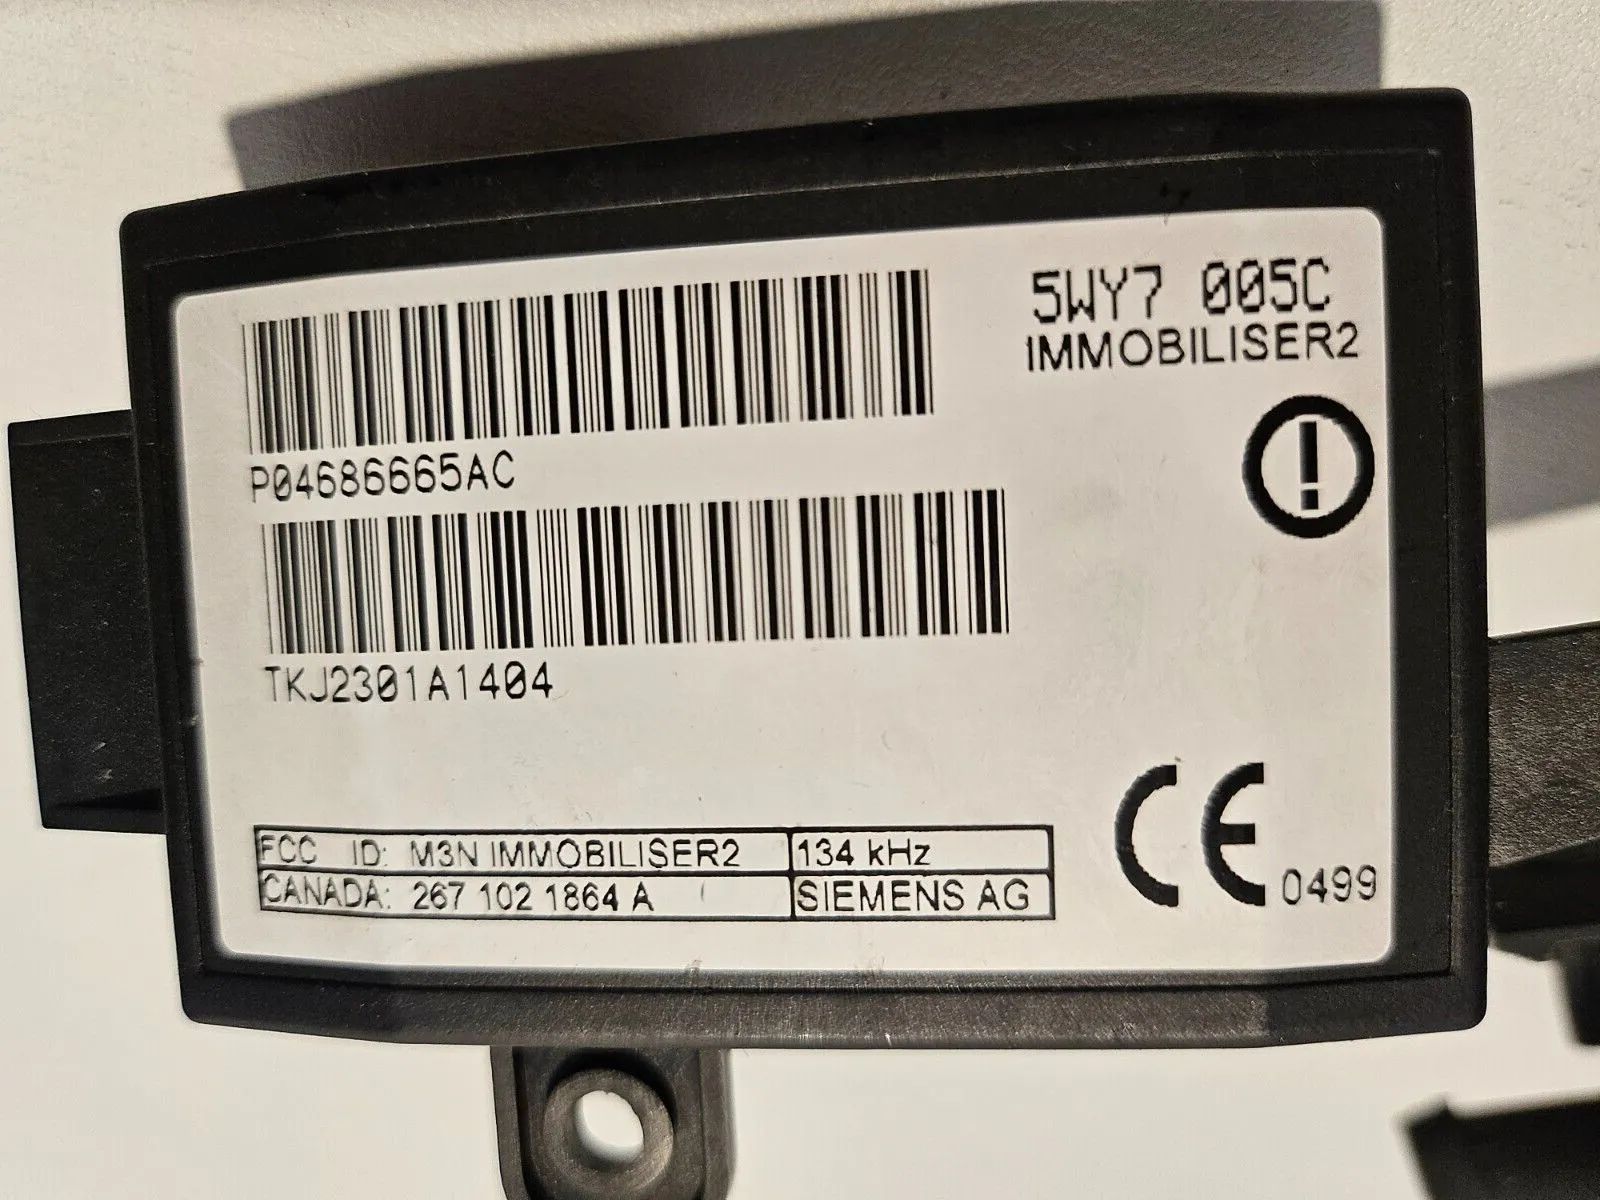 5WY7 005C
IMMOBILISER2
P04686665AC
TKJ2301A1404
FCC ID: M3N IMMOBILISER2 134 kHz
CANADA: 267 102 1864 A SIEMENS AG
CE 0499